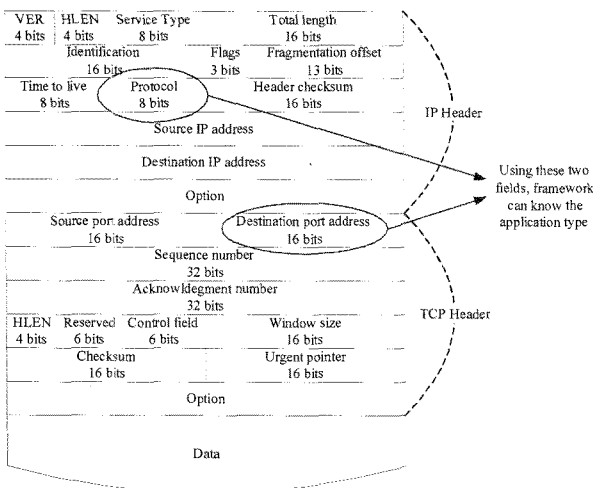 VER HLEN Service Type Total length
4 bits 4 bits 8 bits 16 bits
Identification Flags Fragmentation offset
16 bits 3 bits 13 bits
Time to live Protocol Header checksum
8 bits 8 bits 16 bits
IP Header
Source IP address
Destination IP address
Using these two
fields, framework
can know the
application type
Option
Source port address Destination port address
16 bits 16 bits
Sequence number
32 bits
Acknowldegment number
32 bits
TCP Header
HLEN Reserved Control field Window size
4 bits 6 bits 6 bits 16 bits
Checksum Urgent pointer
16 bits 16 bits
Option
Data